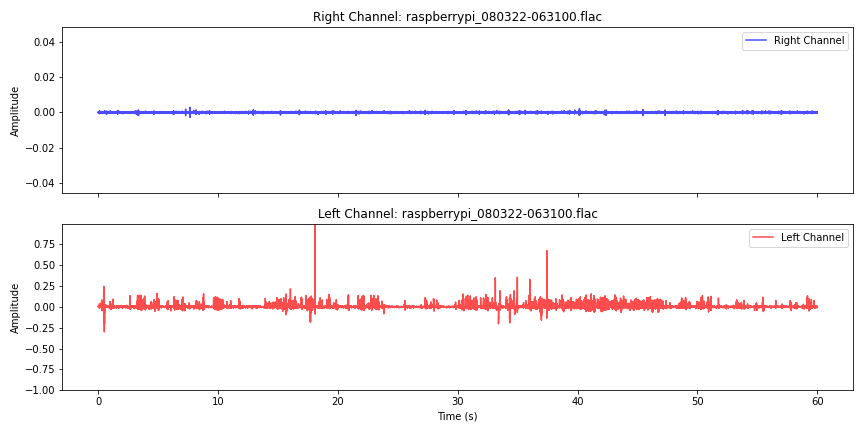 Right Channel: raspberrypi_080322-063100.flac
Right Channel
Amplitude
0.04
0.02
0.00
−0.02
−0.04
Left Channel: raspberrypi_080322-063100.flac
Left Channel
Amplitude
0.75
0.50
0.25
0.00
−0.25
−0.50
−0.75
−1.00
0 10 20 30 40 50 60
Time (s)